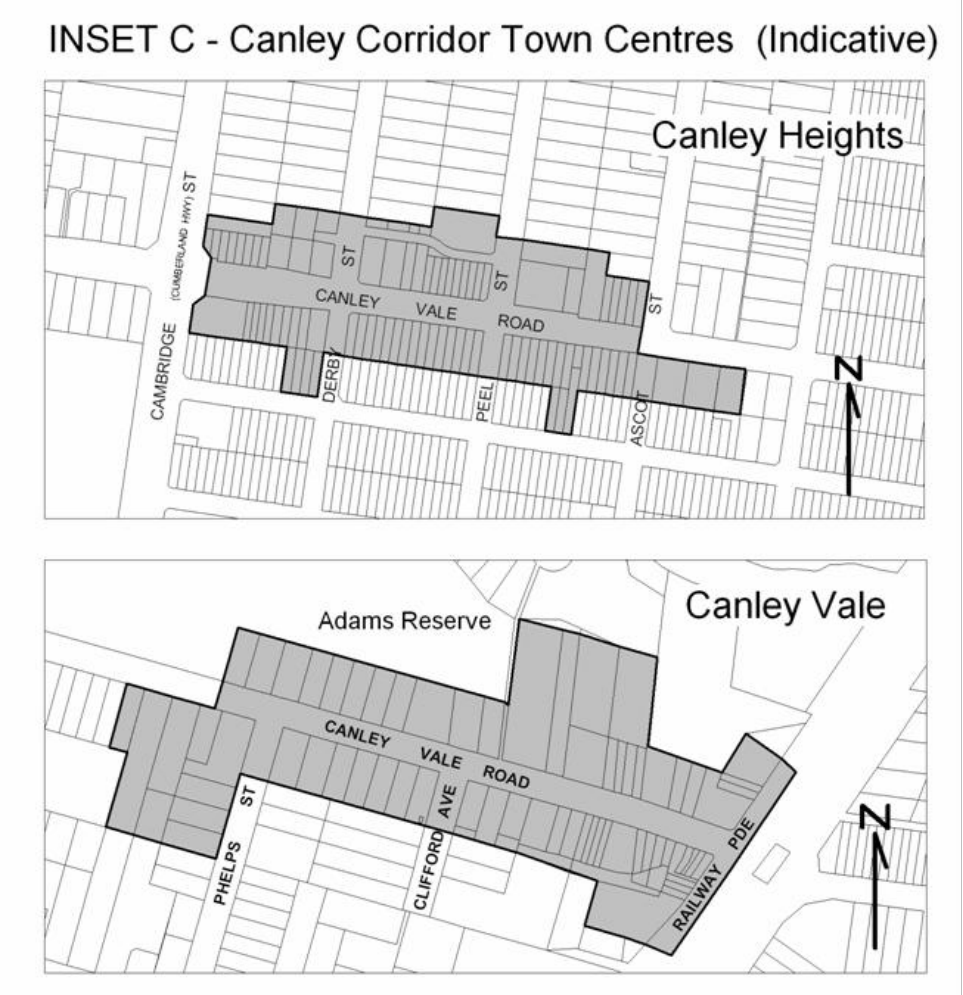 INSET C - Canley Corridor Town Centres (Indicative)
Canley Heights
CAMBRIDGE (CUMBERLAND HWY) ST
CANLEY VALE ROAD
DERBY ST
PEEL ST
ASCOT ST
N
Canley Vale
Adams Reserve
CANLEY VALE ROAD
PHELPS ST
CLIFFORD AVE
RAILWAY PDE
N